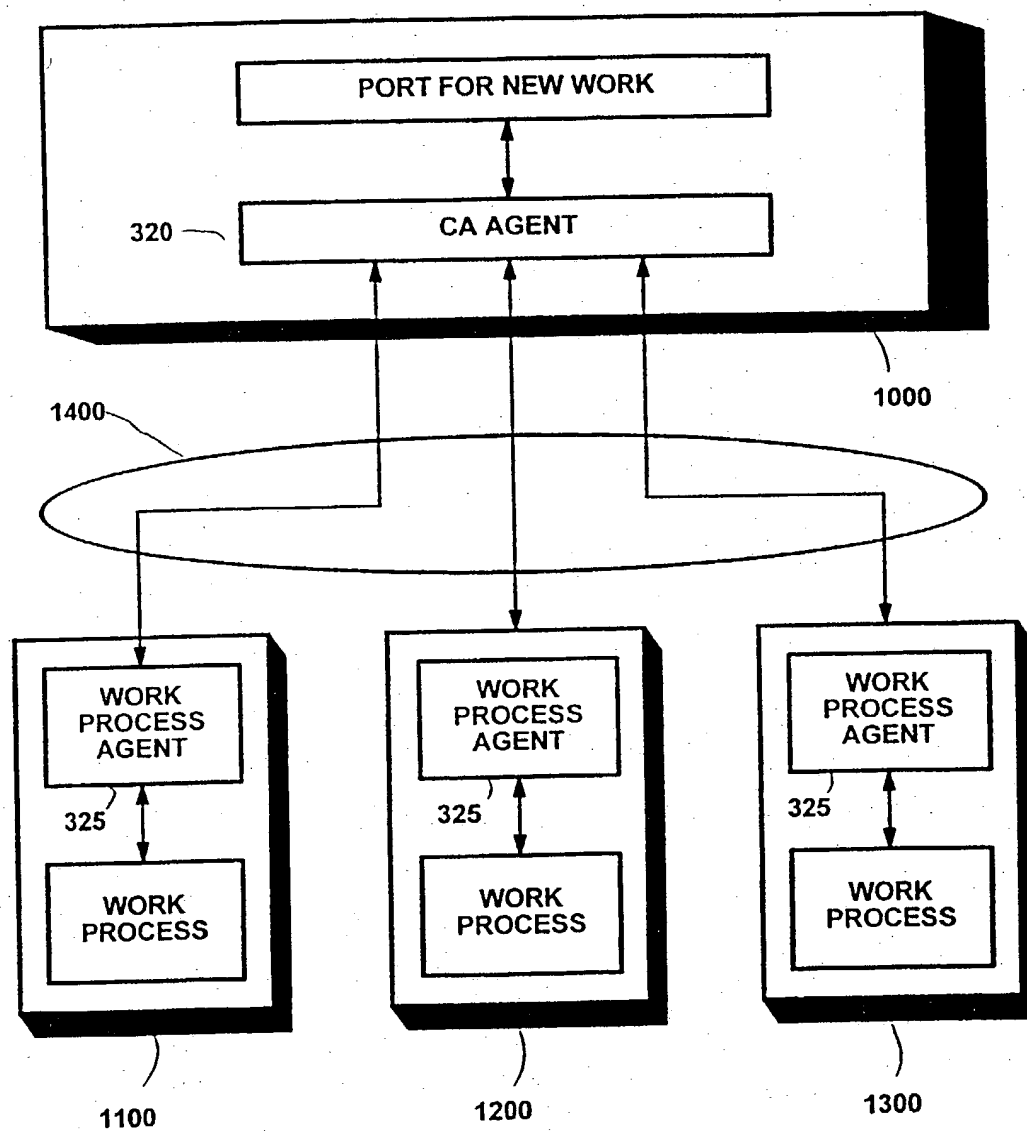 PORT FOR NEW WORK
320
CA AGENT
1000
1400
WORK
PROCESS
AGENT
325
WORK
PROCESS
1100
WORK
PROCESS
AGENT
325
WORK
PROCESS
1200
WORK
PROCESS
AGENT
325
WORK
PROCESS
1300